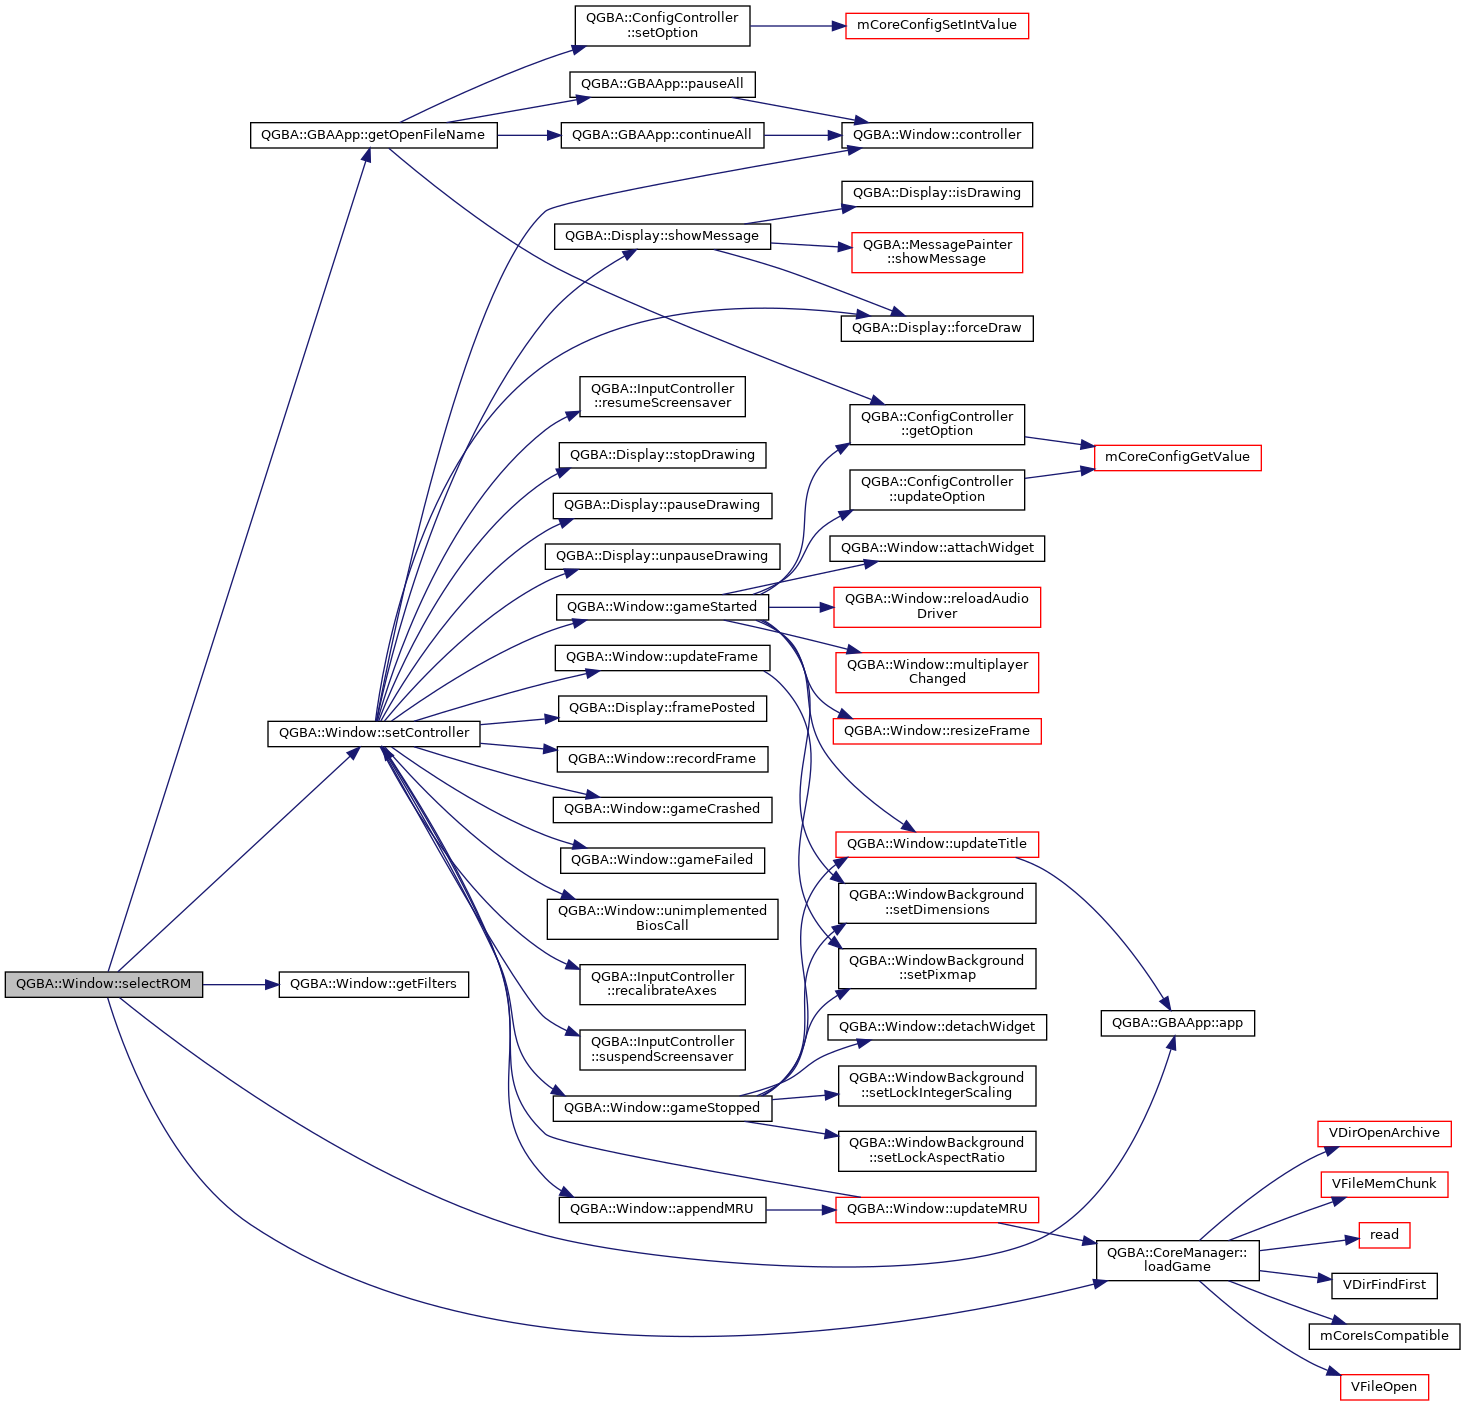 QGBA::ConfigController
::setOption
mCoreConfigSetIntValue
QGBA::GBAApp::pauseAll
QGBA::GBAApp::getOpenFileName
QGBA::GBAApp::continueAll
QGBA::Window::controller
QGBA::Display::isDrawing
QGBA::Display::showMessage
QGBA::MessagePainter
::showMessage
QGBA::Display::forceDraw
QGBA::InputController
::resumeScreensaver
QGBA::ConfigController
::getOption
QGBA::Display::stopDrawing
mCoreConfigGetValue
QGBA::ConfigController
::updateOption
QGBA::Display::pauseDrawing
QGBA::Window::attachWidget
QGBA::Display::unpauseDrawing
QGBA::Window::gameStarted
QGBA::Window::reloadAudio
Driver
QGBA::Window::updateFrame
QGBA::Window::multiplayer
Changed
QGBA::Display::framePosted
QGBA::Window::setController
QGBA::Window::resizeFrame
QGBA::Window::recordFrame
QGBA::Window::gameCrashed
QGBA::Window::updateTitle
QGBA::Window::gameFailed
QGBA::WindowBackground
::setDimensions
QGBA::Window::unimplemented
BiosCall
QGBA::WindowBackground
::setPixmap
QGBA::Window::selectROM
QGBA::Window::getFilters
QGBA::InputController
::recalibrateAxes
QGBA::GBAApp::app
QGBA::Window::detachWidget
QGBA::InputController
::suspendScreensaver
QGBA::WindowBackground
::setLockIntegerScaling
QGBA::Window::gameStopped
QGBA::WindowBackground
::setLockAspectRatio
VDirOpenArchive
VFileMemChunk
QGBA::Window::appendMRU
QGBA::Window::updateMRU
read
QGBA::CoreManager::
loadGame
VDirFindFirst
mCoreIsCompatible
VFileOpen